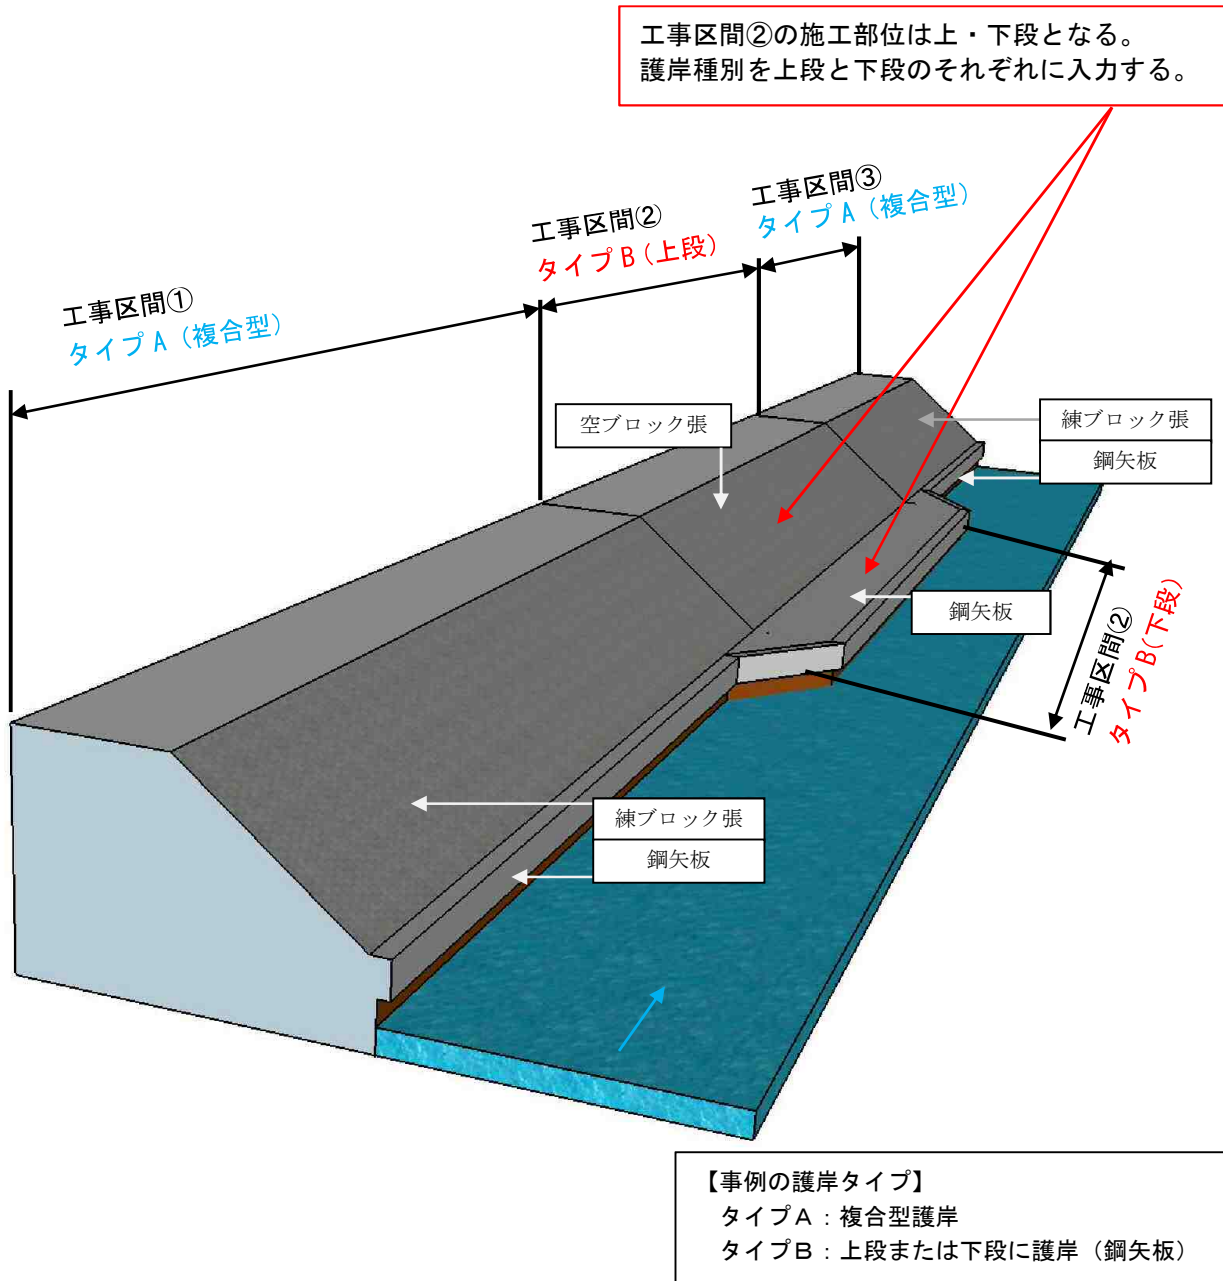 工事区間②の施工部位は上・下段となる。
護岸種別を上段と下段のそれぞれに入力する。
工事区間③
タイプA（複合型）
工事区間②
タイプB（上段）
工事区間①
タイプA（複合型）
空ブロック張
練ブロック張
鋼矢板
鋼矢板
工事区間②
タイプB(下段)
練ブロック張
鋼矢板
【事例の護岸タイプ】
タイプＡ：複合型護岸
タイプＢ：上段または下段に護岸（鋼矢板）